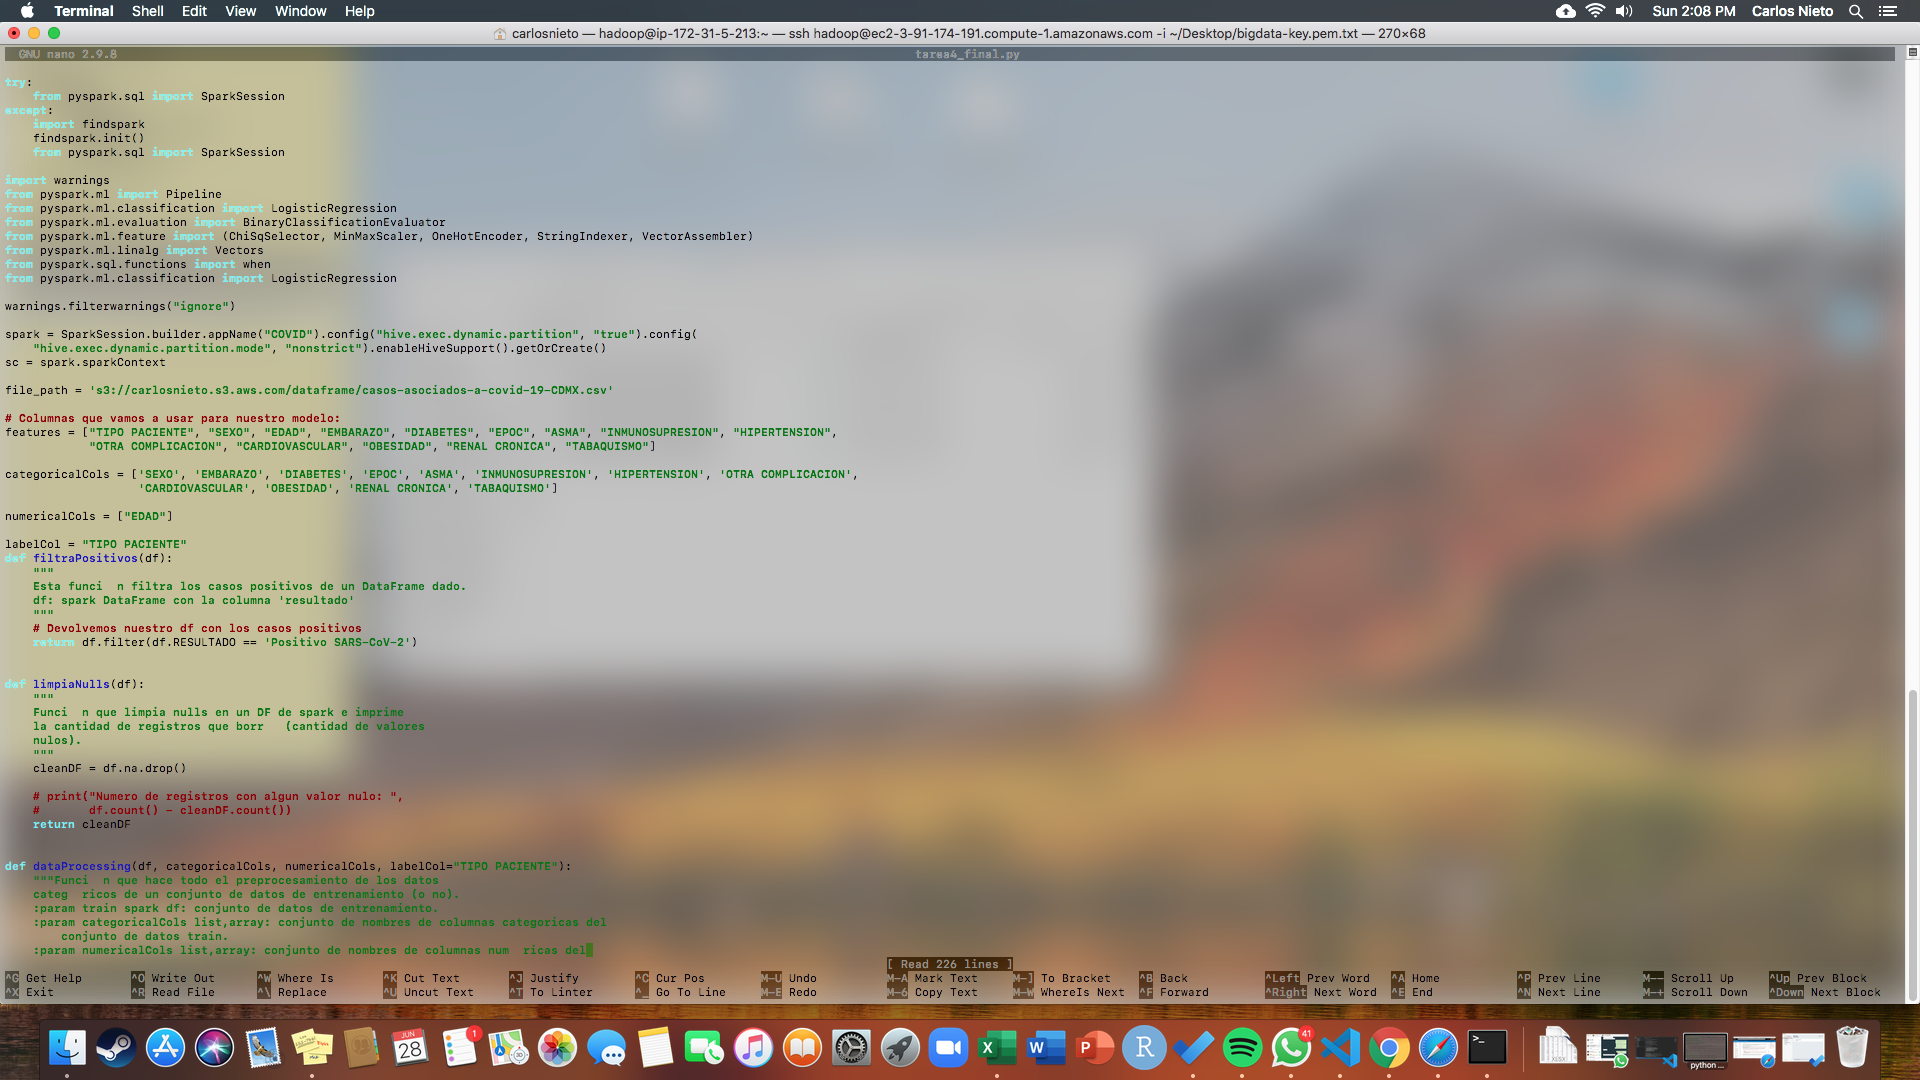 Terminal Shell Edit View Window Help Sun 2:08 PM Carlos Nieto
carlosnieto — hadoop@ip-172-31-5-213:~ — ssh hadoop@ec2-3-91-174-191.compute-1.amazonaws.com -i ~/Desktop/bigdata-key.pem.txt — 270×68
GNU nano 2.9.8 tarea4_final.py
try:
from pyspark.sql import SparkSession
except:
import findspark
findspark.init()
from pyspark.sql import SparkSession
import warnings
from pyspark.ml import Pipeline
from pyspark.ml.classification import LogisticRegression
from pyspark.ml.evaluation import BinaryClassificationEvaluator
from pyspark.ml.feature import (ChiSqSelector, MinMaxScaler, OneHotEncoder, StringIndexer, VectorAssembler)
from pyspark.ml.linalg import Vectors
from pyspark.sql.functions import when
from pyspark.ml.classification import LogisticRegression
warnings.filterwarnings("ignore")
spark = SparkSession.builder.appName("COVID").config("hive.exec.dynamic.partition", "true").config(
"hive.exec.dynamic.partition.mode", "nonstrict").enableHiveSupport().getOrCreate()
sc = spark.sparkContext
file_path = 's3://carlosnieto.s3.aws.com/dataframe/casos-asociados-a-covid-19-CDMX.csv'
# Columnas que vamos a usar para nuestro modelo:
features = ["TIPO PACIENTE", "SEXO", "EDAD", "EMBARAZO", "DIABETES", "EPOC", "ASMA", "INMUNOSUPRESION", "HIPERTENSION",
"OTRA COMPLICACION", "CARDIOVASCULAR", "OBESIDAD", "RENAL CRONICA", "TABAQUISMO"]
categoricalCols = ['SEXO', 'EMBARAZO', 'DIABETES', 'EPOC', 'ASMA', 'INMUNOSUPRESION', 'HIPERTENSION', 'OTRA COMPLICACION',
'CARDIOVASCULAR', 'OBESIDAD', 'RENAL CRONICA', 'TABAQUISMO']
numericalCols = ["EDAD"]
labelCol = "TIPO PACIENTE"
def filtraPositivos(df):
"""
Esta funci n filtra los casos positivos de un DataFrame dado.
df: spark DataFrame con la columna 'resultado'
"""
# Devolvemos nuestro df con los casos positivos
return df.filter(df.RESULTADO == 'Positivo SARS-CoV-2')
def limpiaNulls(df):
"""
Funci n que limpia nulls en un DF de spark e imprime
la cantidad de registros que borr (cantidad de valores
nulos).
"""
cleanDF = df.na.drop()
# print("Numero de registros con algun valor nulo: ",
# df.count() - cleanDF.count())
return cleanDF
def dataProcessing(df, categoricalCols, numericalCols, labelCol="TIPO PACIENTE"):
"""Funci n que hace todo el preprocesamiento de los datos
categ ricos de un conjunto de datos de entrenamiento (o no).
:param train spark df: conjunto de datos de entrenamiento.
:param categoricalCols list,array: conjunto de nombres de columnas categoricas del
conjunto de datos train.
:param numericalCols list,array: conjunto de nombres de columnas num ricas del
[ Read 226 lines ]
^G Get Help ^O Write Out ^W Where Is ^K Cut Text ^J Justify ^C Cur Pos M-U Undo M-A Mark Text M-] To Bracket ^B Back ^Left Prev Word ^A Home ^P Prev Line M-- Scroll Up ^Up Prev Block
^X Exit ^R Read File ^\ Replace ^U Uncut Text ^T To Linter ^_ Go To Line M-E Redo M-6 Copy Text M-W WhereIs Next ^F Forward ^Right Next Word ^E End ^N Next Line M-+ Scroll Down ^Down Next Block
JUN
28
1
41
python ...